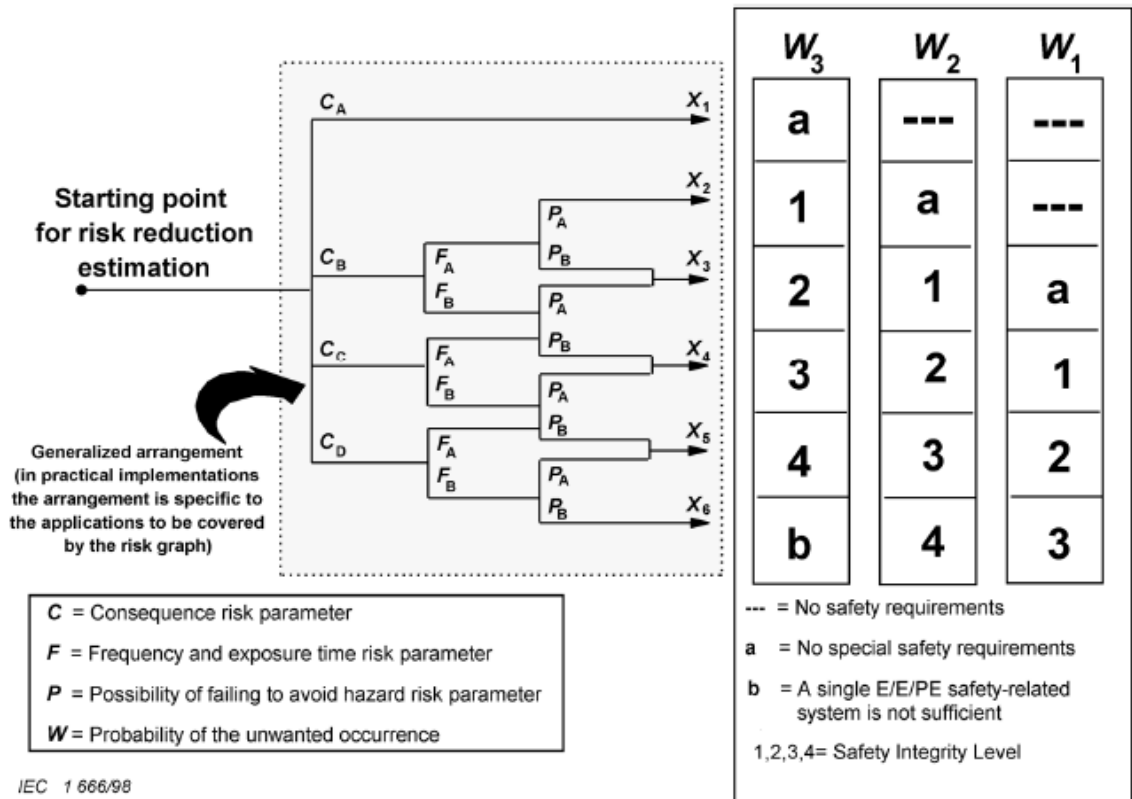 Starting point
for risk reduction
estimation
Generalized arrangement
(in practical implementations
the arrangement is specific to
the applications to be covered
by the risk graph)
C_A
C_B
C_C
C_D
F_A
F_B
F_A
F_B
F_A
F_B
P_A
P_B
P_A
P_B
P_A
P_B
P_A
P_B
X_1
X_2
X_3
X_4
X_5
X_6
W_3 W_2 W_1
a --- ---
1 a ---
2 1 a
3 2 1
4 3 2
b 4 3
C = Consequence risk parameter
F = Frequency and exposure time risk parameter
P = Possibility of failing to avoid hazard risk parameter
W = Probability of the unwanted occurrence
--- = No safety requirements
a = No special safety requirements
b = A single E/E/PE safety-related
system is not sufficient
1,2,3,4= Safety Integrity Level
IEC 1 666/98